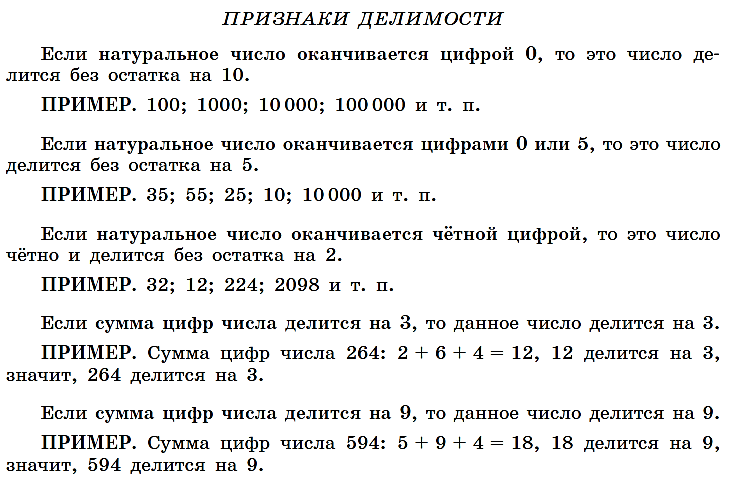 ПРИЗНАКИ ДЕЛИМОСТИ
Если натуральное число оканчивается цифрой 0, то это число де-
лится без остатка на 10.
ПРИМЕР. 100; 1000; 10 000; 100 000 и т. п.
Если натуральное число оканчивается цифрами 0 или 5, то это число
делится без остатка на 5.
ПРИМЕР. 35; 55; 25; 10; 10 000 и т. п.
Если натуральное число оканчивается чётной цифрой, то это число
чётно и делится без остатка на 2.
ПРИМЕР. 32; 12; 224; 2098 и т. п.
Если сумма цифр числа делится на 3, то данное число делится на 3.
ПРИМЕР. Сумма цифр числа 264: 2 + 6 + 4 = 12, 12 делится на 3,
значит, 264 делится на 3.
Если сумма цифр числа делится на 9, то данное число делится на 9.
ПРИМЕР. Сумма цифр числа 594: 5 + 9 + 4 = 18, 18 делится на 9,
значит, 594 делится на 9.